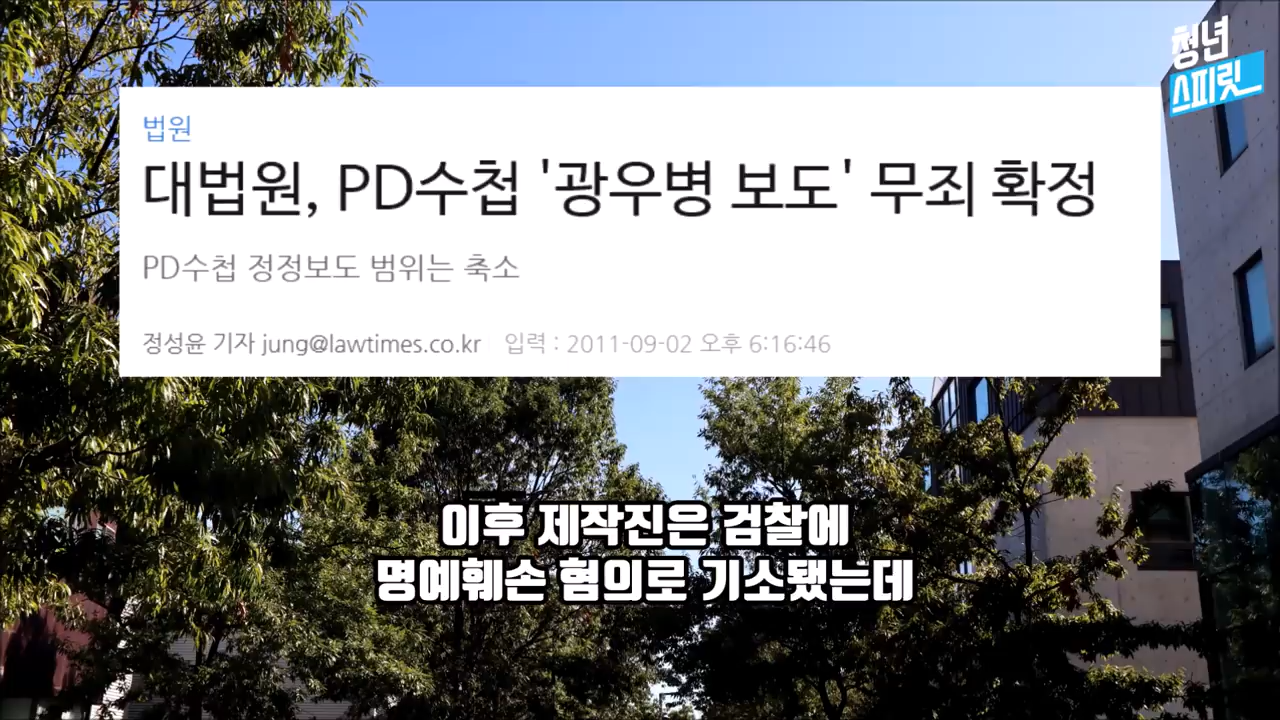 청년
스피릿
법원
대법원, PD수첩 '광우병 보도' 무죄 확정
PD수첩 정정보도 범위는 축소
정성윤 기자 jung@lawtimes.co.kr 입력 : 2011-09-02 오후 6:16:46
이후 제작진은 검찰에
명예훼손 혐의로 기소됐는데